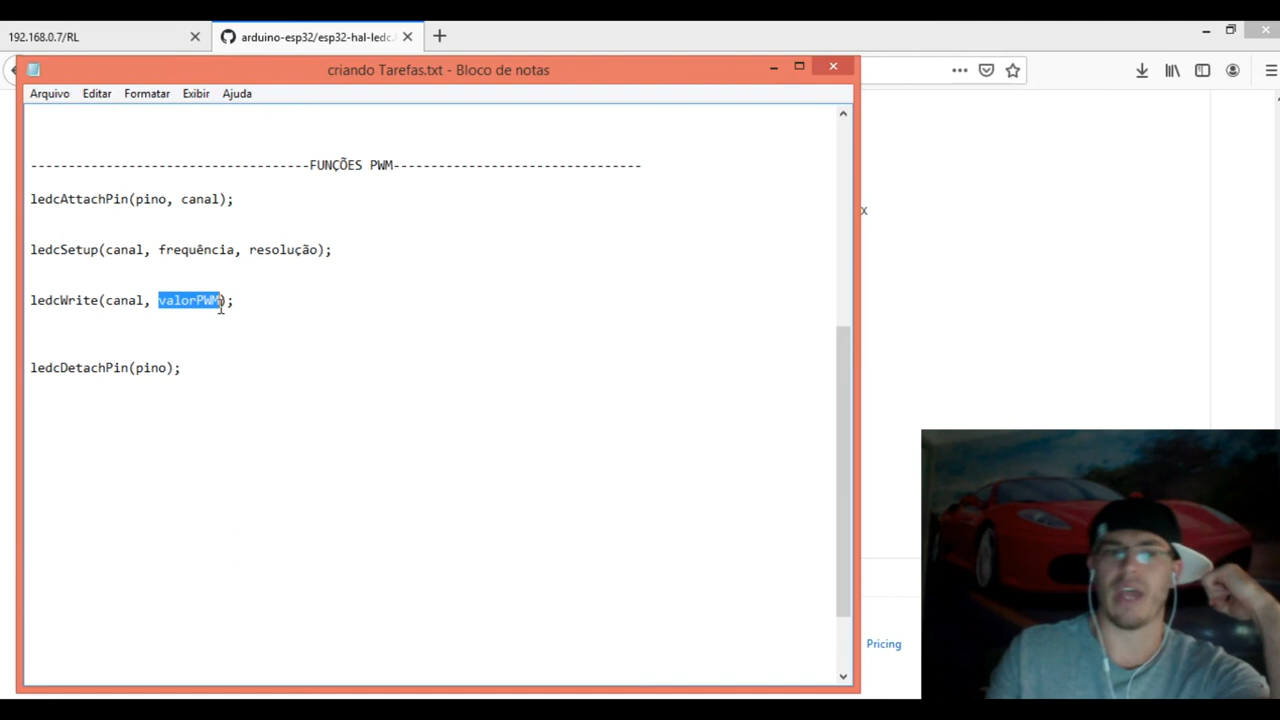 192.168.0.7/RL
arduino-esp32/esp32-hal-ledc.
criando Tarefas.txt - Bloco de notas
Arquivo Editar Formatar Exibir Ajuda
-------------------------------------FUNÇÕES PWM---------------------------------
ledcAttachPin(pino, canal);
ledcSetup(canal, frequência, resolução);
ledcWrite(canal, valorPWM);
ledcDetachPin(pino);
x
Pricing